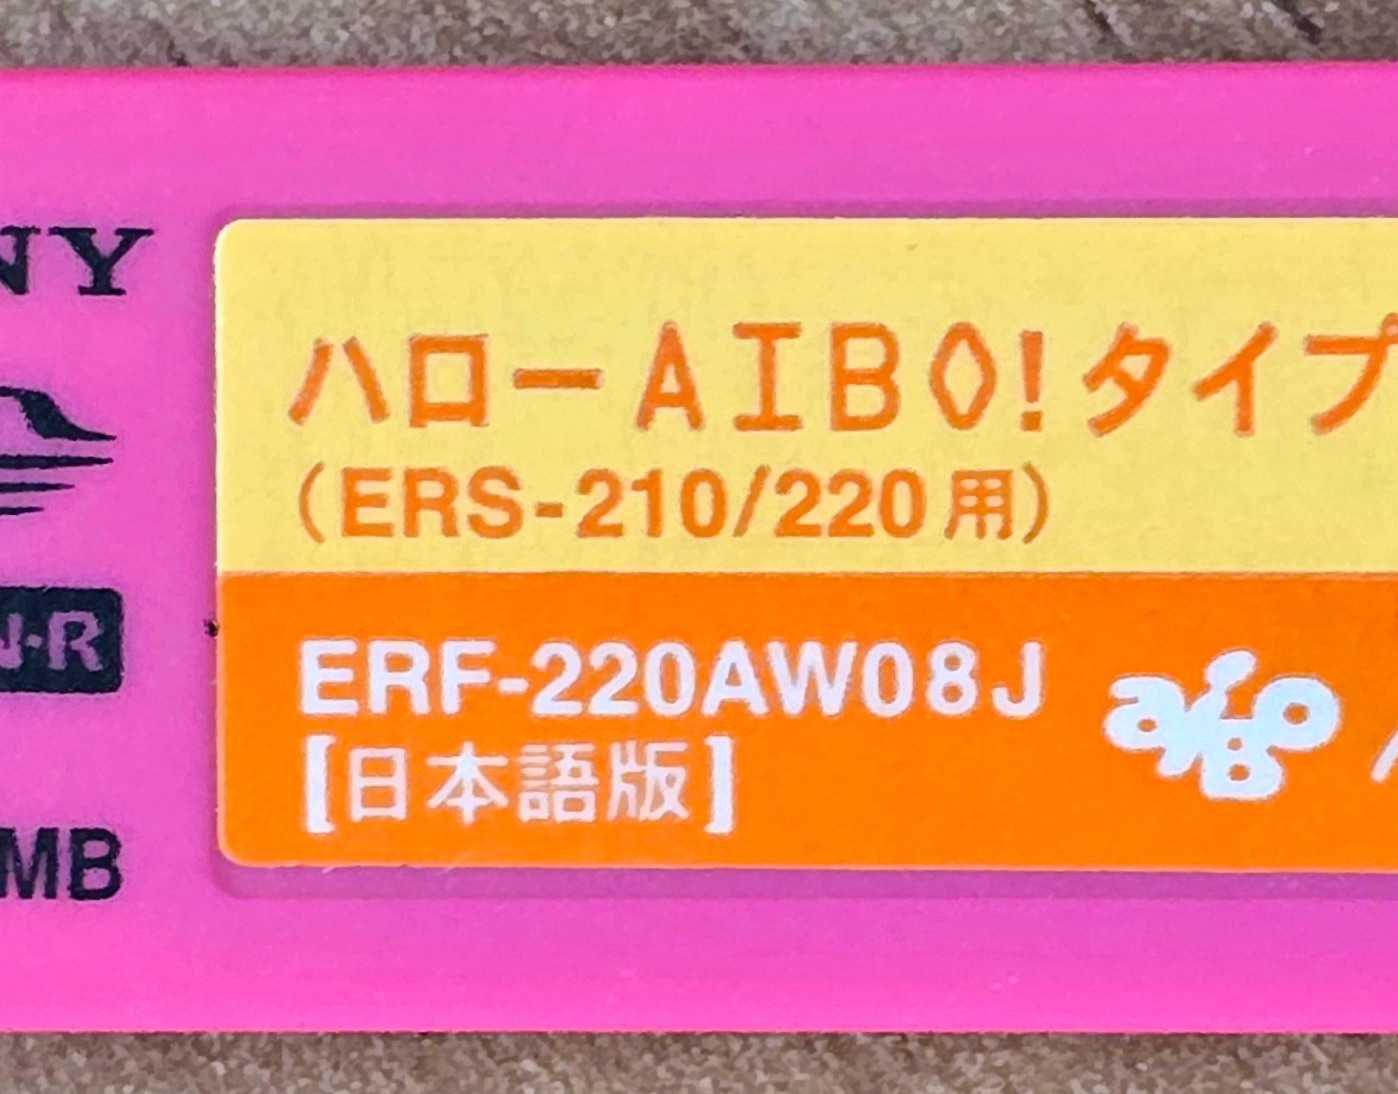 NY
ハローAIBO!タイプ
(ERS-210/220用)
N·R
ERF-220AW08J
aiBo
[日本語版]
MB